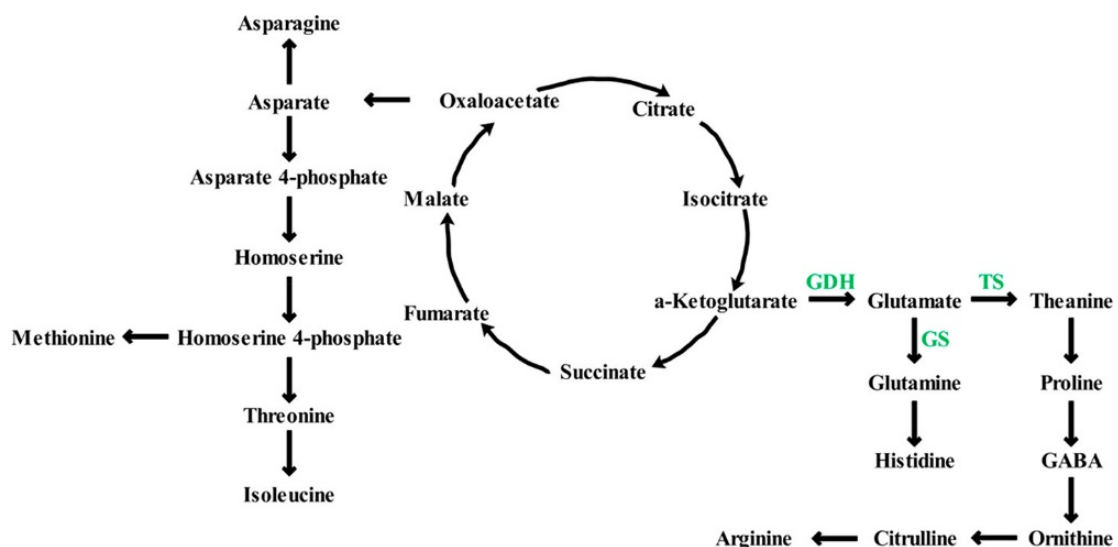 Asparagine
Asparate
Oxaloacetate
Citrate
Asparate 4-phosphate
Malate
Isocitrate
Homoserine
GDH
TS
a-Ketoglutarate
Glutamate
Theanine
Fumarate
Methionine
Homoserine 4-phosphate
GS
Succinate
Glutamine
Proline
Threonine
Histidine
GABA
Isoleucine
Arginine
Citrulline
Ornithine